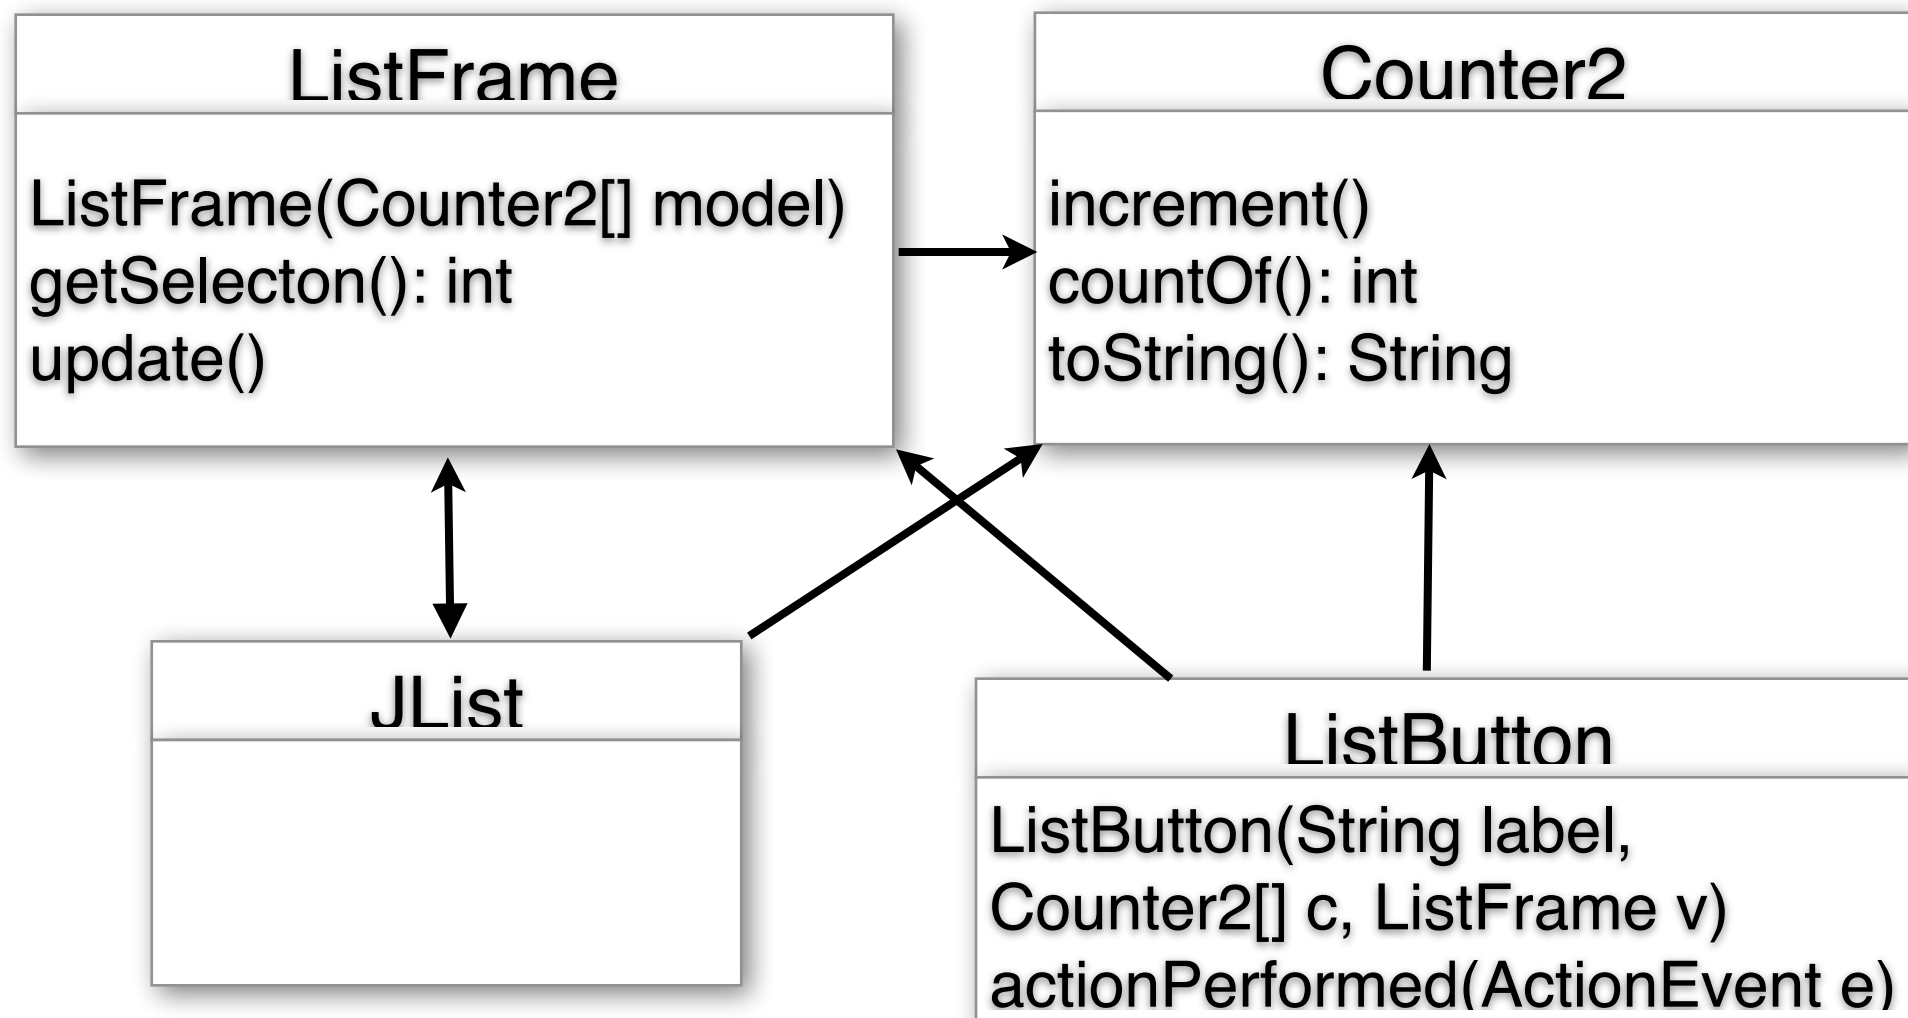 ListFrame
ListFrame(Counter2[] model)
getSelecton(): int
update()
Counter2
increment()
countOf(): int
toString(): String
JList
ListButton
ListButton(String label,
Counter2[] c, ListFrame v)
actionPerformed(ActionEvent e)